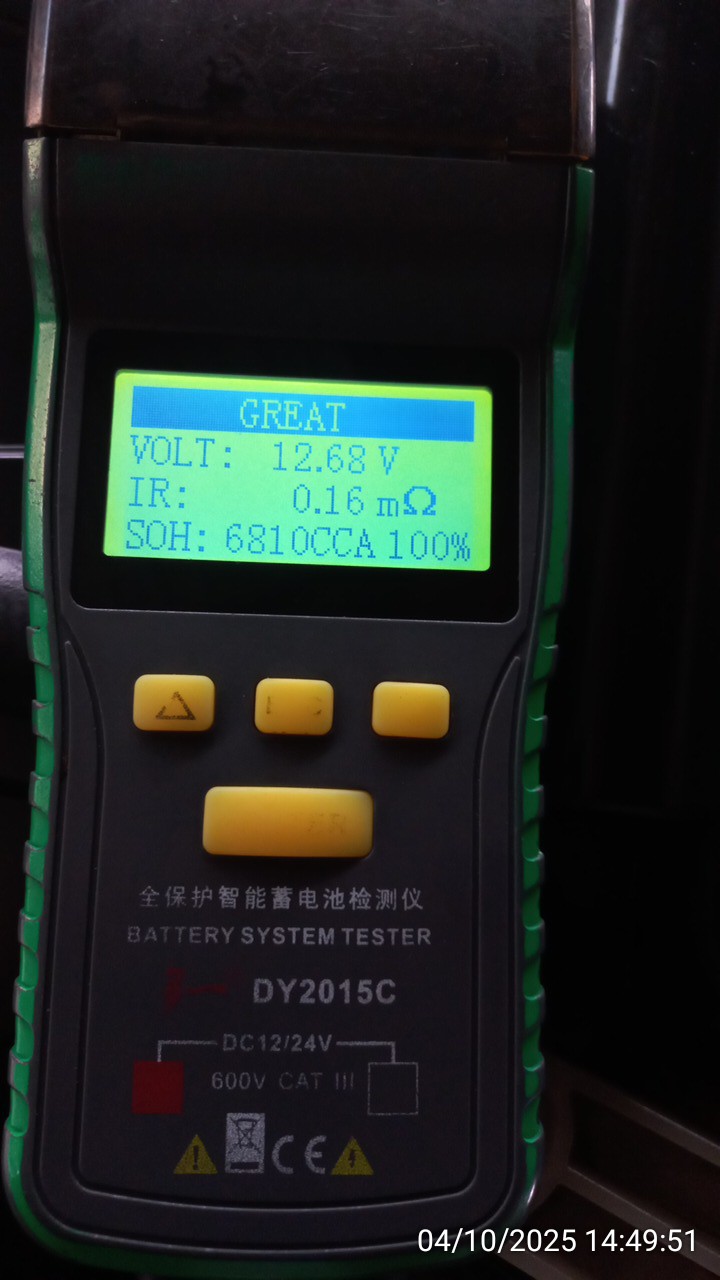 GREAT
VOLT: 12.68 V
IR: 0.16 mΩ
SOH: 6810CCA 100%
全保护智能蓄电池检测仪
BATTERY SYSTEM TESTER
DY2015C
DC12/24V
600V CAT III
CE
04/10/2025 14:49:51